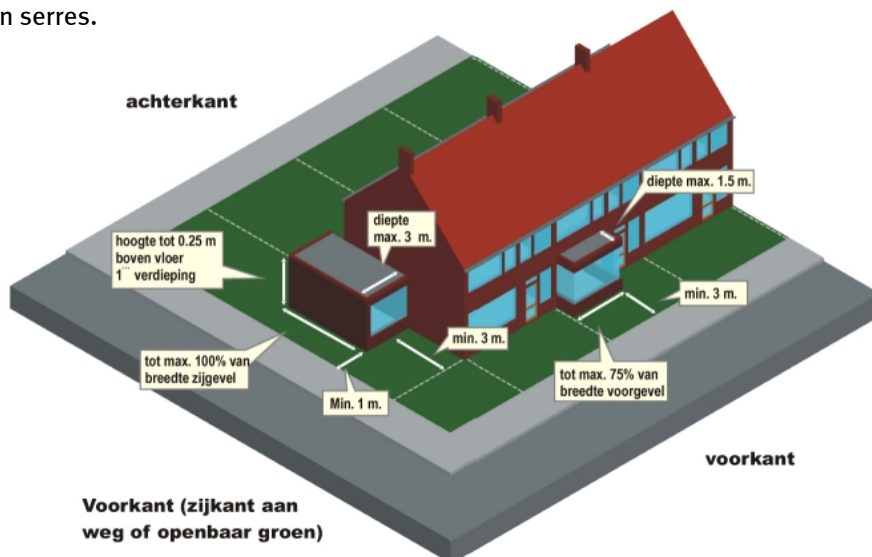 n serres.
achterkant
diepte max. 1.5 m.
diepte
max. 3 m.
hoogte tot 0.25 m
boven vloer
1 verdieping
min. 3 m.
min. 3 m.
tot max. 100% van
breedte zijgevel
Min. 1 m.
tot max. 75% van
breedte voorgevel
voorkant
Voorkant (zijkant aan
weg of openbaar groen)